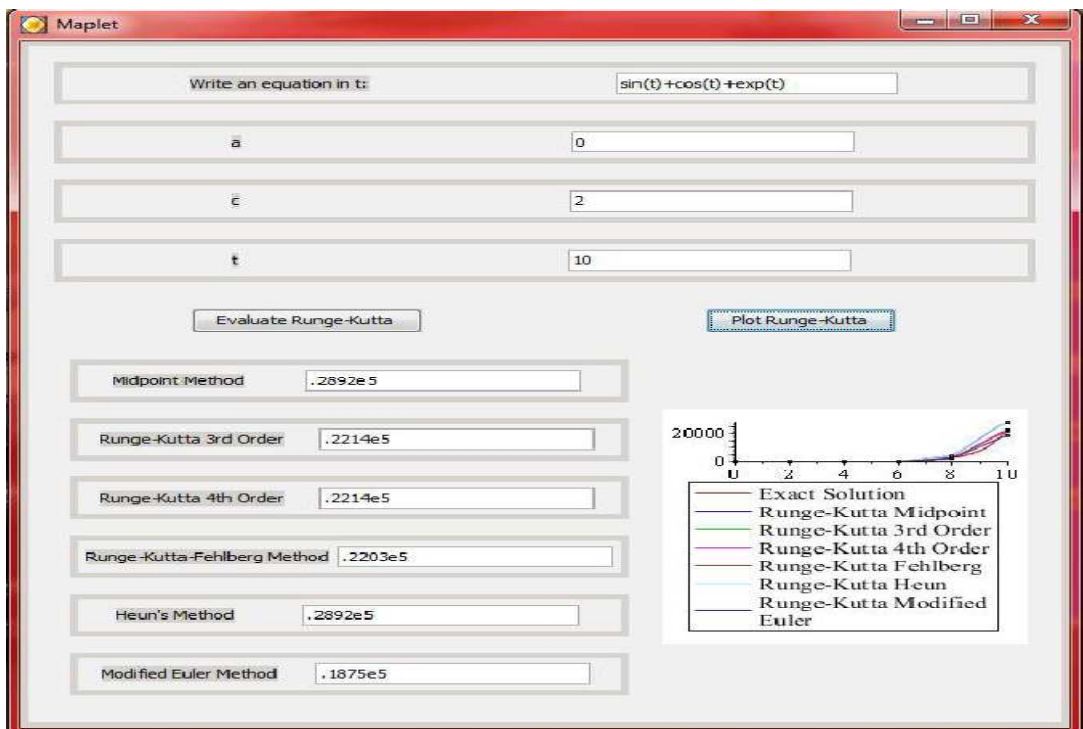 Maplet
Write an equation in t:
sin(t)+cos(t)+exp(t)
a
0
c
2
t
10
Evaluate Runge-Kutta
Plot Runge-Kutta
Midpoint Method
.2892e5
Runge-Kutta 3rd Order
.2214e5
Runge-Kutta 4th Order
.2214e5
Runge-Kutta-Fehlberg Method
.2203e5
Heun's Method
.2892e5
Modified Euler Method
.1875e5
20000
0
0 2 4 6 8 10
Exact Solution
Runge-Kutta Midpoint
Runge-Kutta 3rd Order
Runge-Kutta 4th Order
Runge-Kutta Fehlberg
Runge-Kutta Heun
Runge-Kutta Modified
Euler